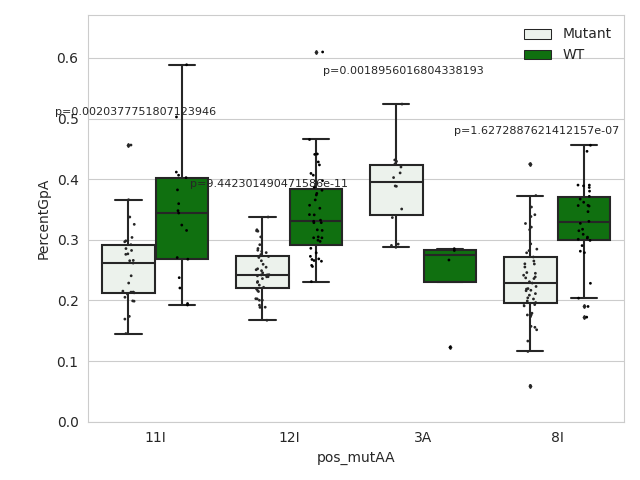 Mutant
WT
0.6
p=0.0018956016804338193
p=0.0020377751807123946
0.5
p=1.6272887621412157e-07
0.4
p=9.442301490471586e-11
PercentGpA
0.3
0.2
0.1
0.0
11I
12I
3A
8I
pos_mutAA